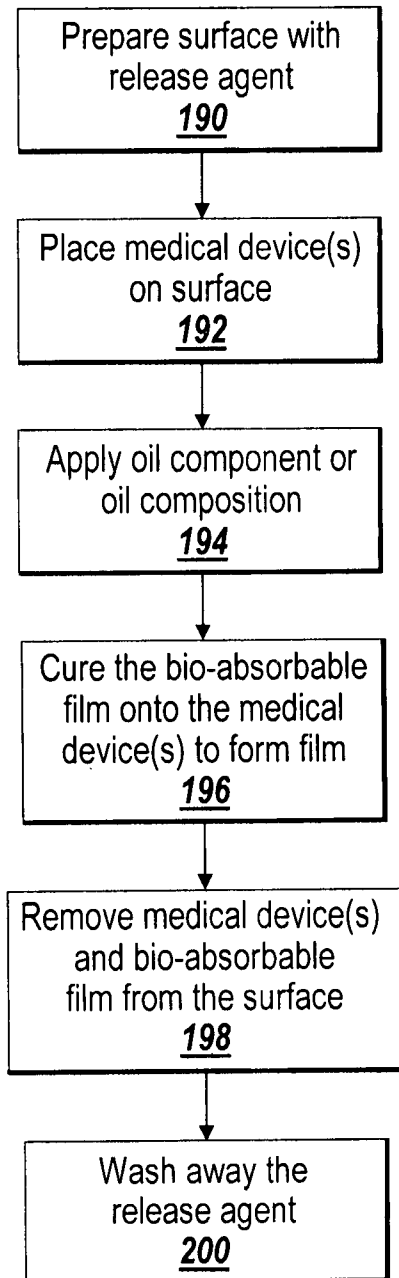 Prepare surface with
release agent
190
Place medical device(s)
on surface
192
Apply oil component or
oil composition
194
Cure the bio-absorbable
film onto the medical
device(s) to form film
196
Remove medical device(s)
and bio-absorbable
film from the surface
198
Wash away the
release agent
200